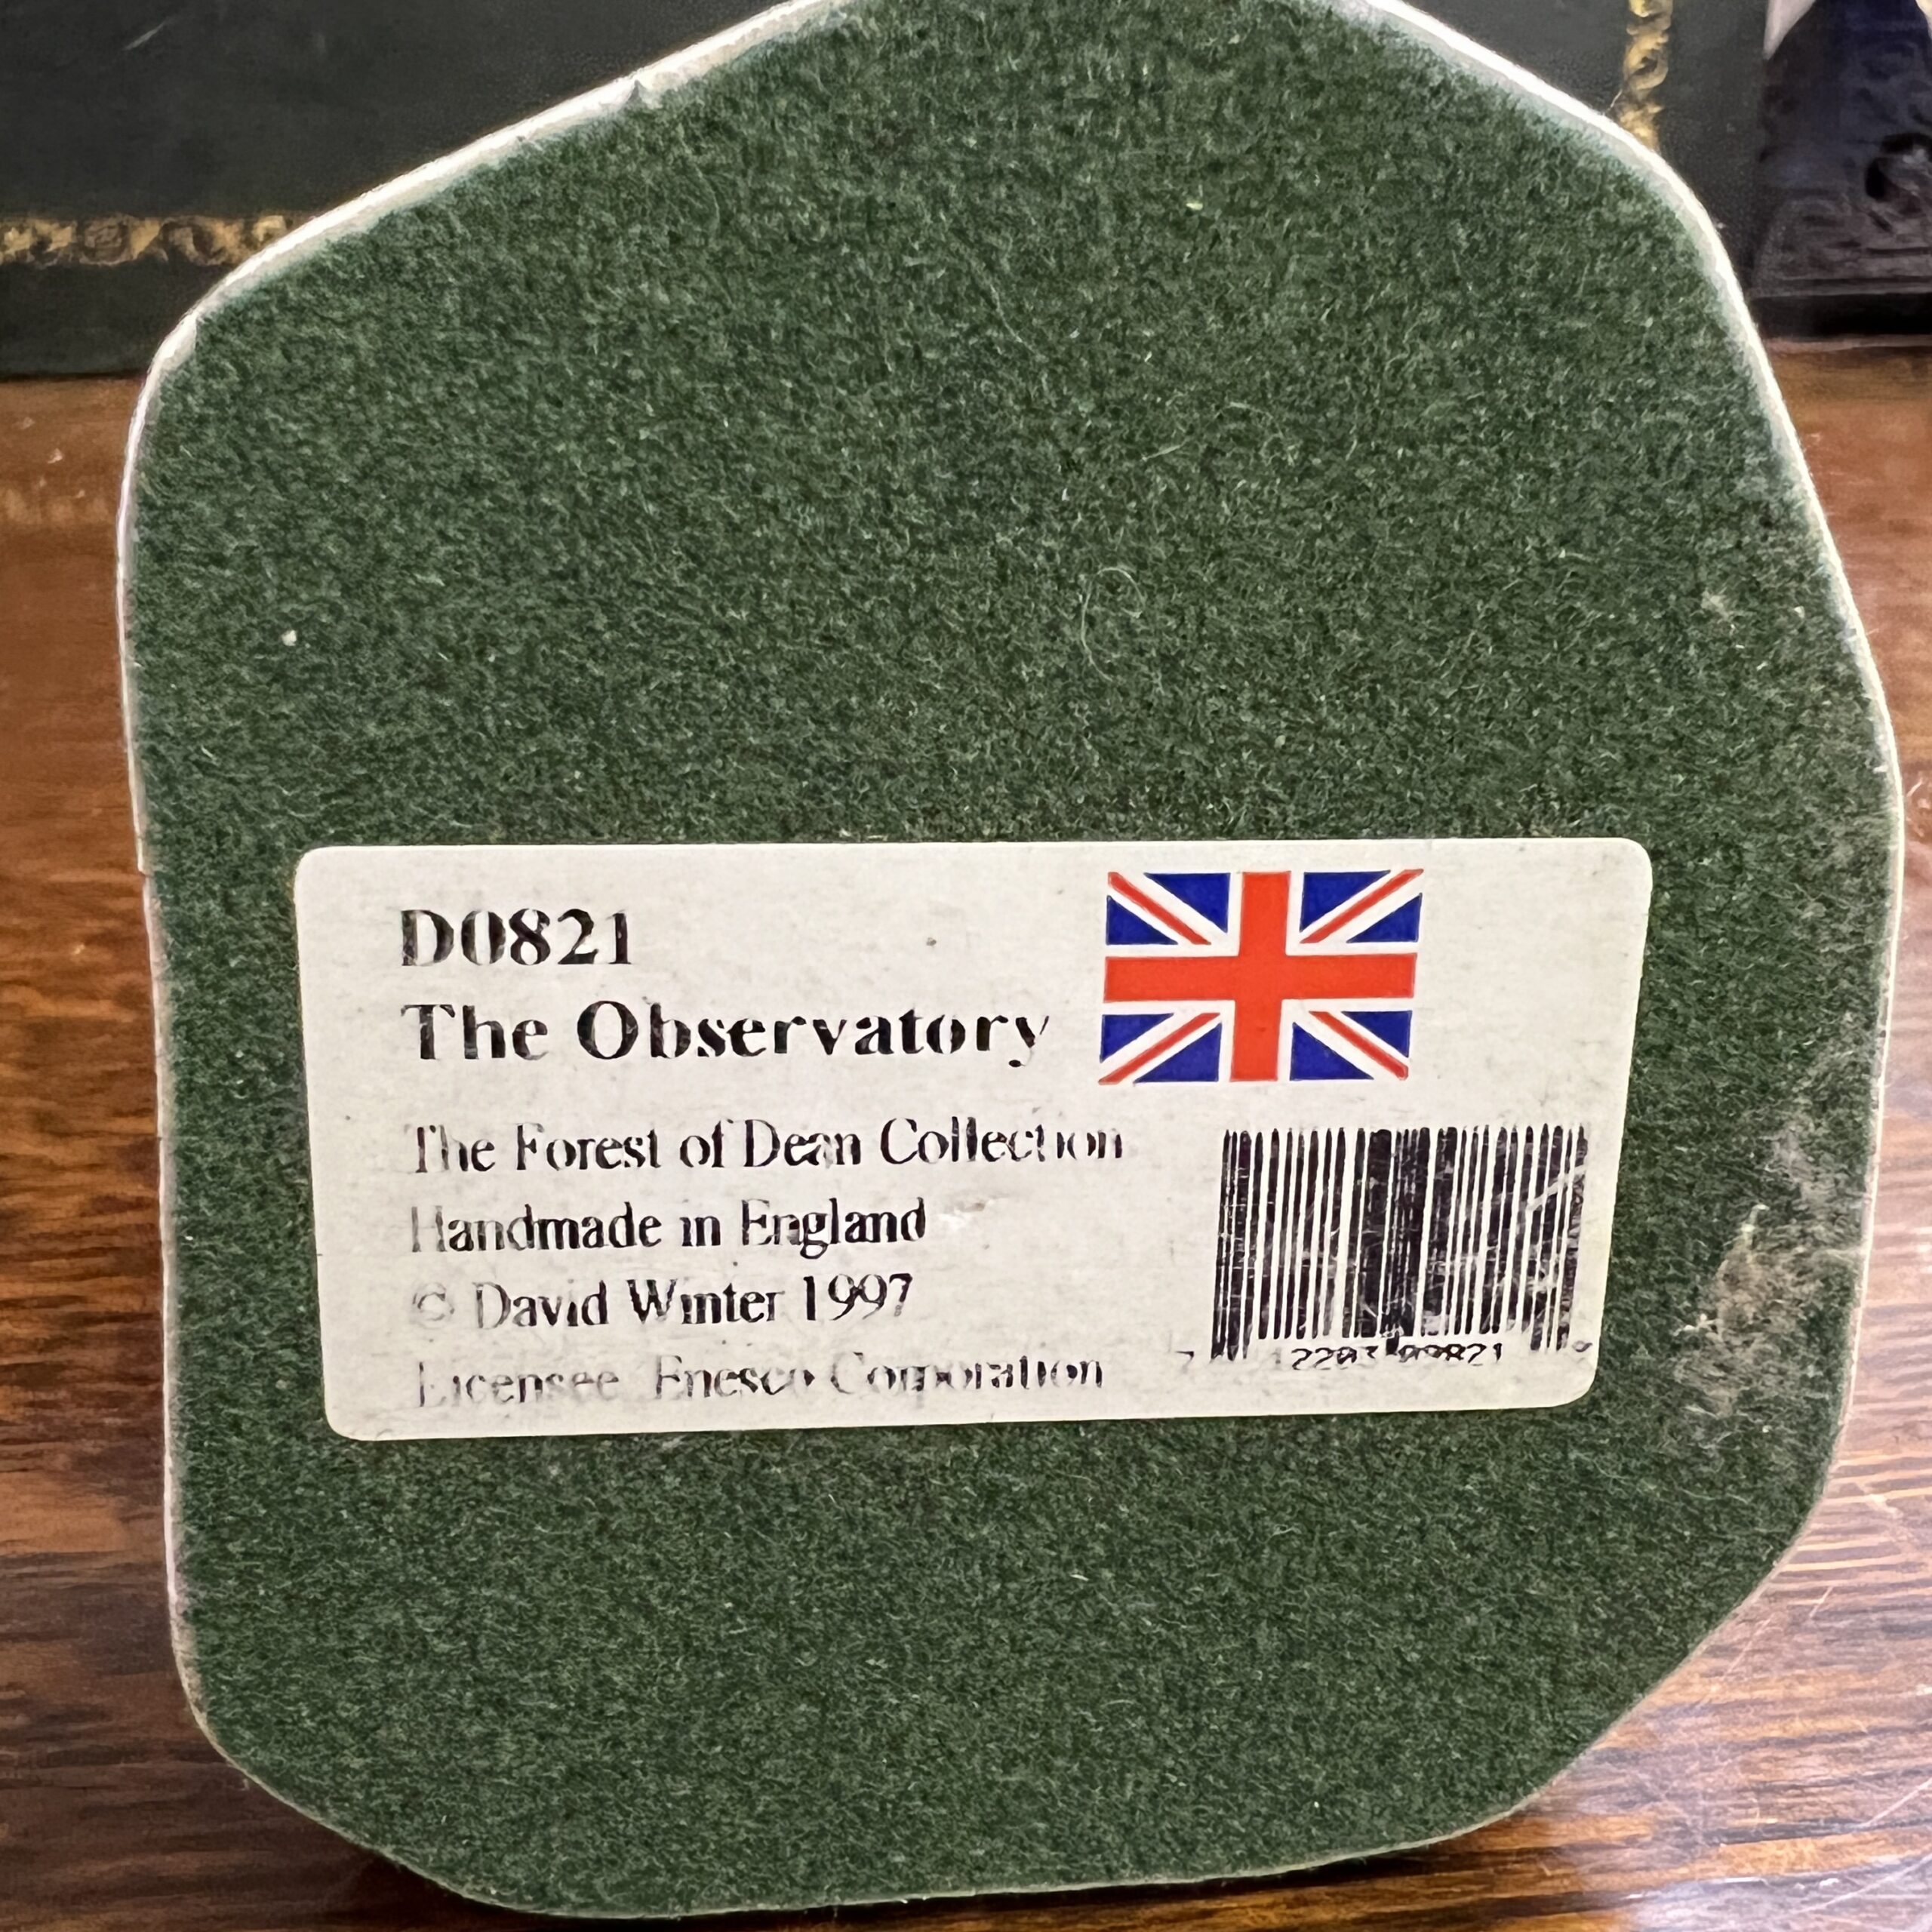 D0821
The Observatory
The Forest of Dean Collection
Handmade in England
© David Winter 1997
Licensee Enesco Corporation